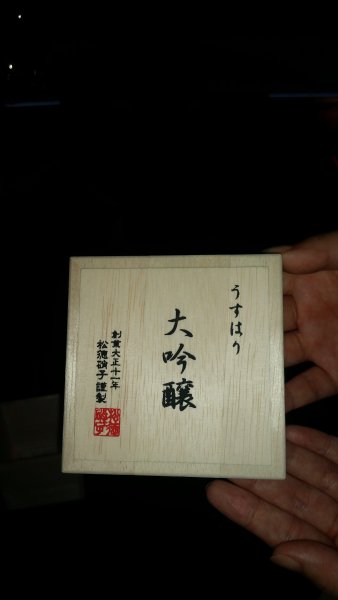 うすはり
大吟醸
創業大正十一年
松徳硝子謹製